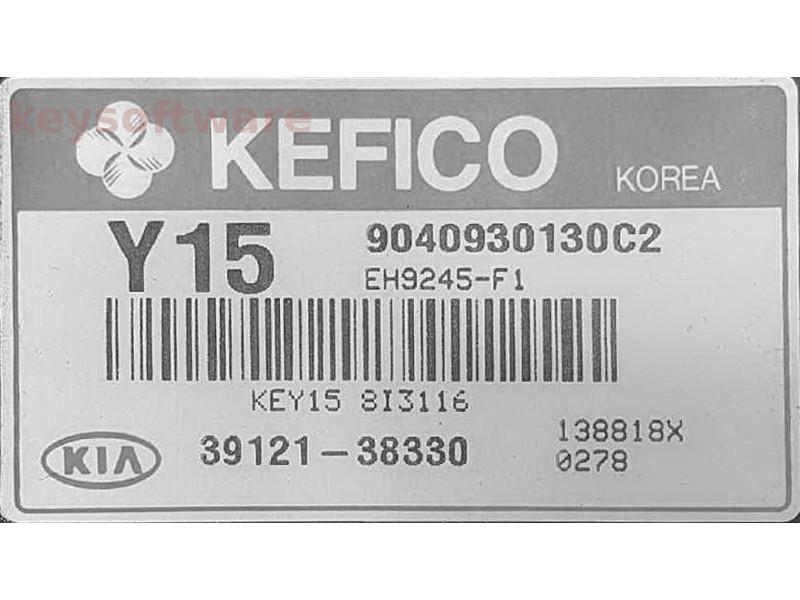 keysoftware
KEFICO KOREA
Y15 9040930130C2
EH9245-F1
KEY15 8I3116
KIA 39121-38330 138818X
0278